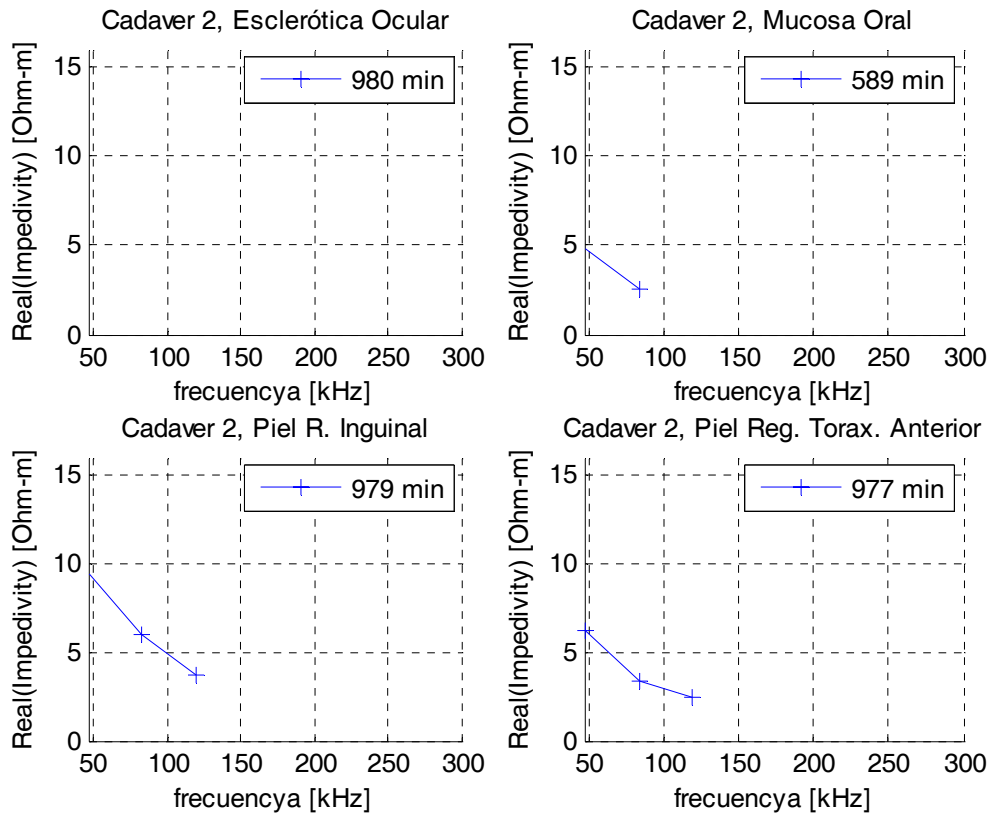 Cadaver 2, Esclerótica Ocular
Real(Impedivity) [Ohm-m]
15
10
5
0
980 min
50 100 150 200 250 300
frecuencya [kHz]
Cadaver 2, Mucosa Oral
Real(Impedivity) [Ohm-m]
15
10
5
0
589 min
50 100 150 200 250 300
frecuencya [kHz]
Cadaver 2, Piel R. Inguinal
Real(Impedivity) [Ohm-m]
15
10
5
0
979 min
50 100 150 200 250 300
frecuencya [kHz]
Cadaver 2, Piel Reg. Torax. Anterior
Real(Impedivity) [Ohm-m]
15
10
5
0
977 min
50 100 150 200 250 300
frecuencya [kHz]